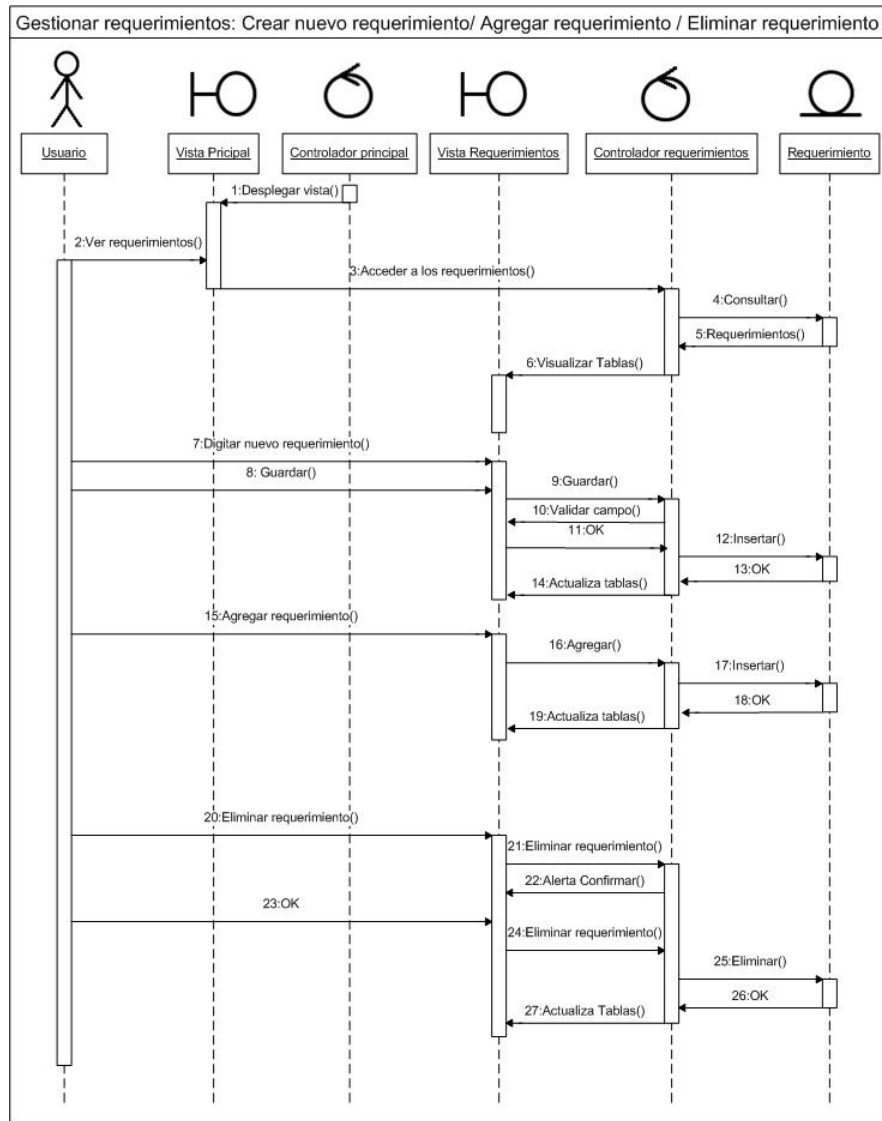 Gestionar requerimientos: Crear nuevo requerimiento/ Agregar requerimiento / Eliminar requerimiento
Usuario
Vista Pricipal
Controlador principal
Vista Requerimientos
Controlador requerimientos
Requerimiento
1:Desplegar vista()
2:Ver requerimientos()
3:Acceder a los requerimientos()
4:Consultar()
5:Requerimientos()
6:Visualizar Tablas()
7:Digitar nuevo requerimiento()
8: Guardar()
9:Guardar()
10:Validar campo()
11:OK
12:Insertar()
13:OK
14:Actualiza tablas()
15:Agregar requerimiento()
16:Agregar()
17:Insertar()
18:OK
19:Actualiza tablas()
20:Eliminar requerimiento()
21:Eliminar requerimiento()
22:Alerta Confirmar()
23:OK
24:Eliminar requerimiento()
25:Eliminar()
26:OK
27:Actualiza Tablas()